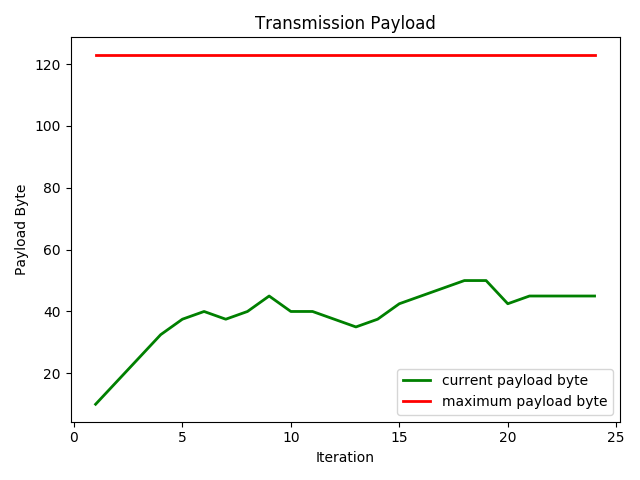 Transmission Payload
120
100
80
60
40
20
Payload Byte
current payload byte
maximum payload byte
0 5 10 15 20 25
Iteration